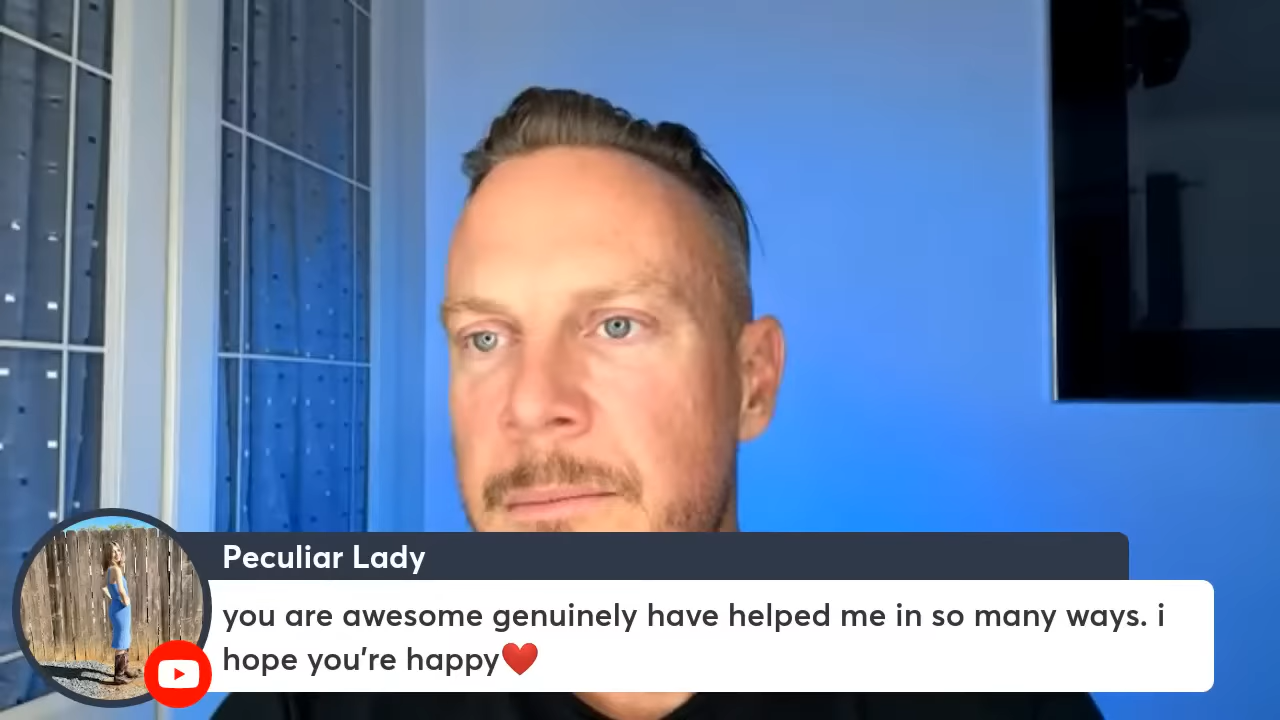 Peculiar Lady
you are awesome genuinely have helped me in so many ways. i
hope you're happy❤️